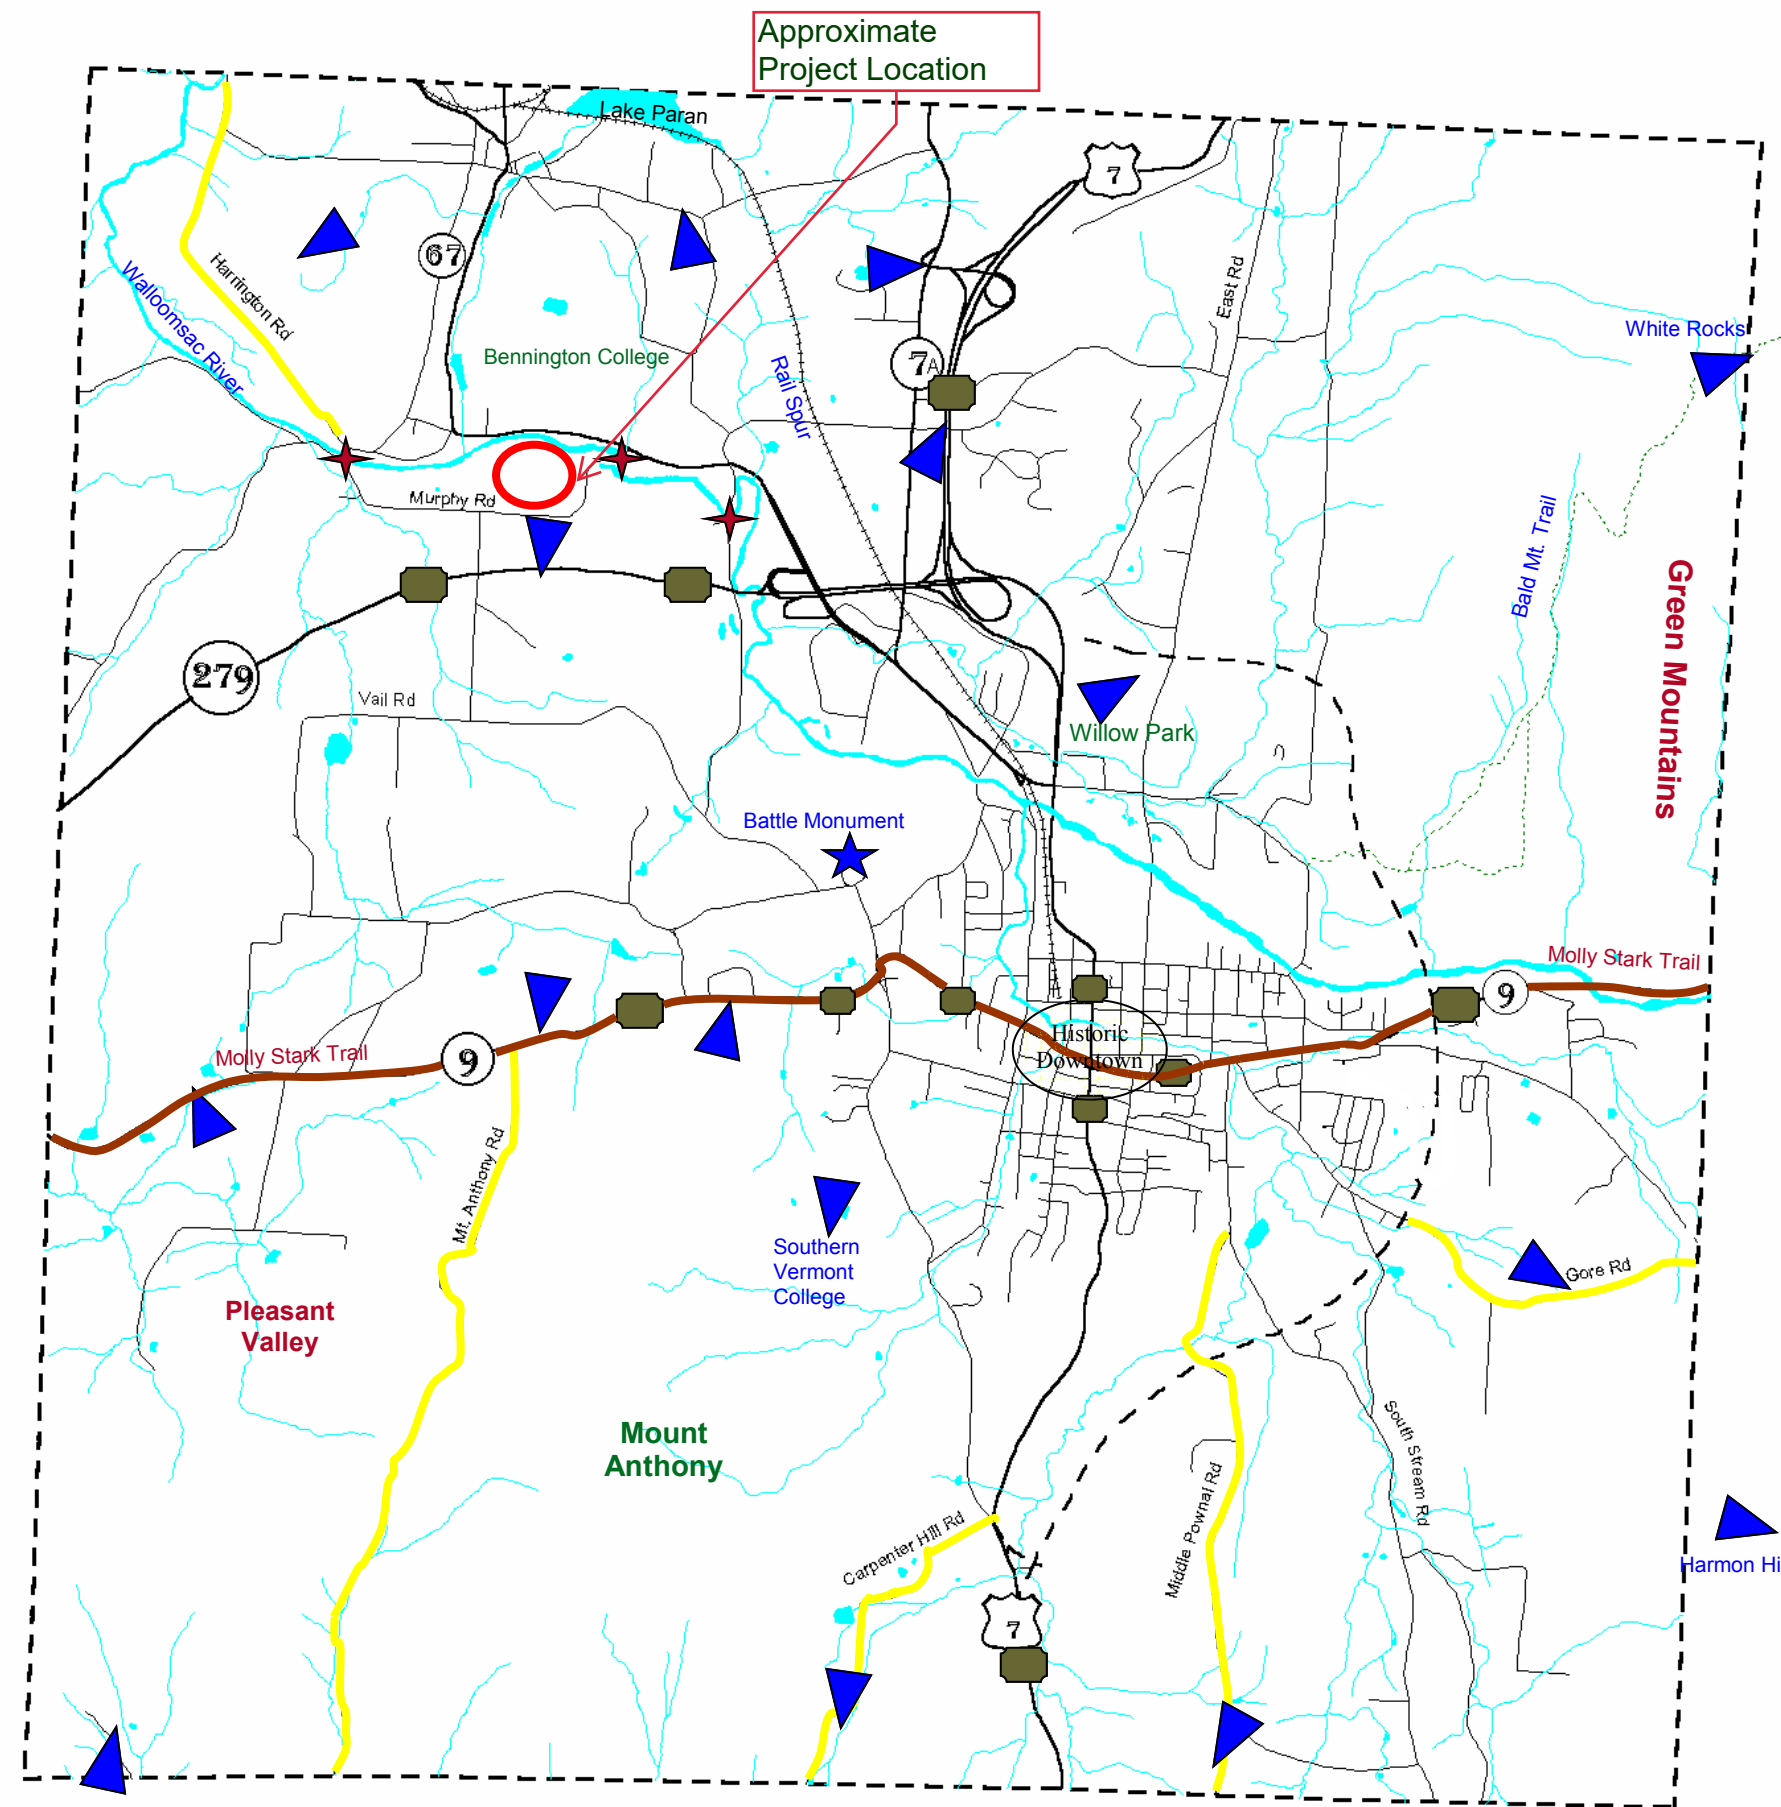 Approximate
Project Location
Lake Paran
7
67
Harrington Rd
East Rd
Walloomsac River
White Rocks
Bennington College
7A
Rail Spur
Murphy Rd
Bald Mt. Trail
Green Mountains
279
Vail Rd
Willow Park
Battle Monument
Molly Stark Trail
9
Historic
Downtown
Molly Stark Trail
9
Mt. Anthony Rd
Southern
Vermont
College
Gore Rd
Pleasant
Valley
Mount
Anthony
South Stream Rd
Middle Pownal Rd
Carpenter Hill Rd
Harmon Hi
7